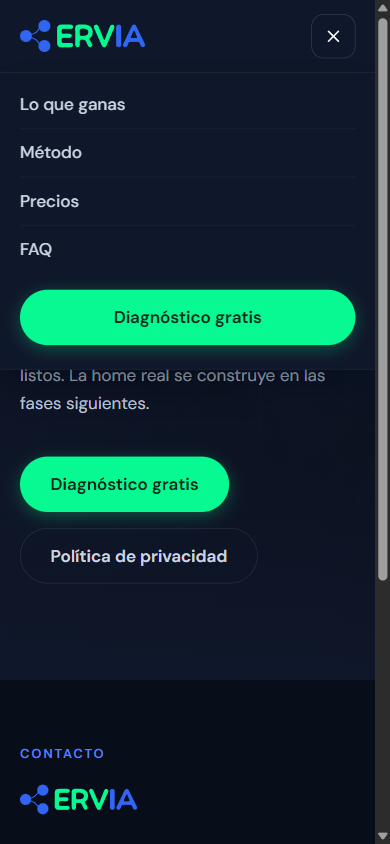 ERVIA
Lo que ganas
Método
Precios
FAQ
Diagnóstico gratis
listos. La home real se construye en las
fases siguientes.
Diagnóstico gratis
Política de privacidad
CONTACTO
ERVIA